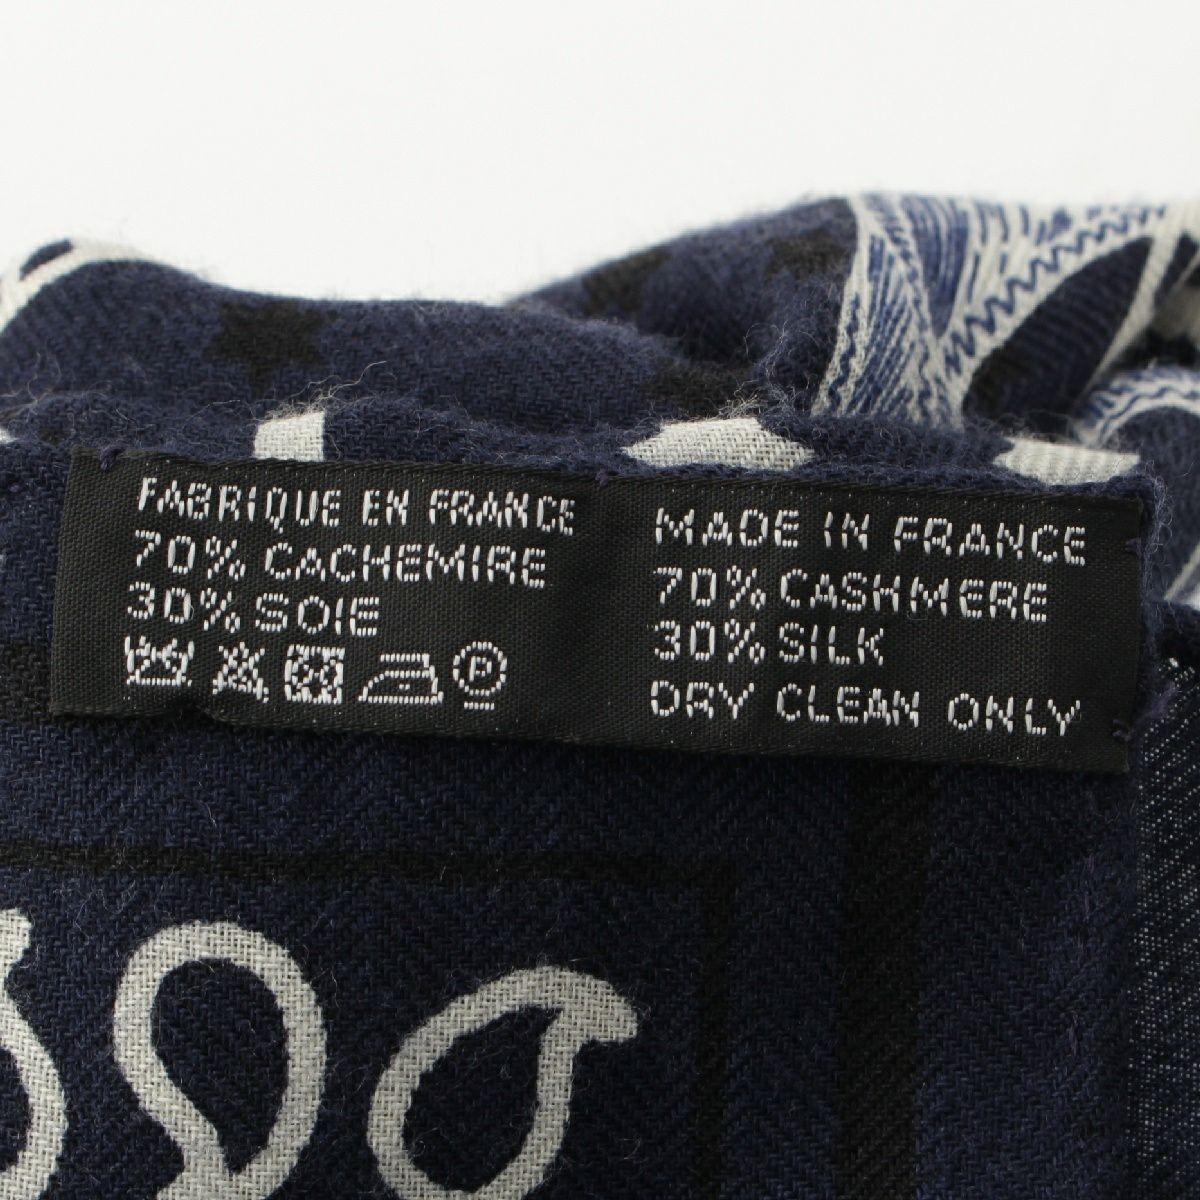 FABRIQUE EN FRANCE
70% CACHEMIRE
30% SOIE
P
MADE IN FRANCE
70% CASHMERE
30% SILK
DRY CLEAN ONLY